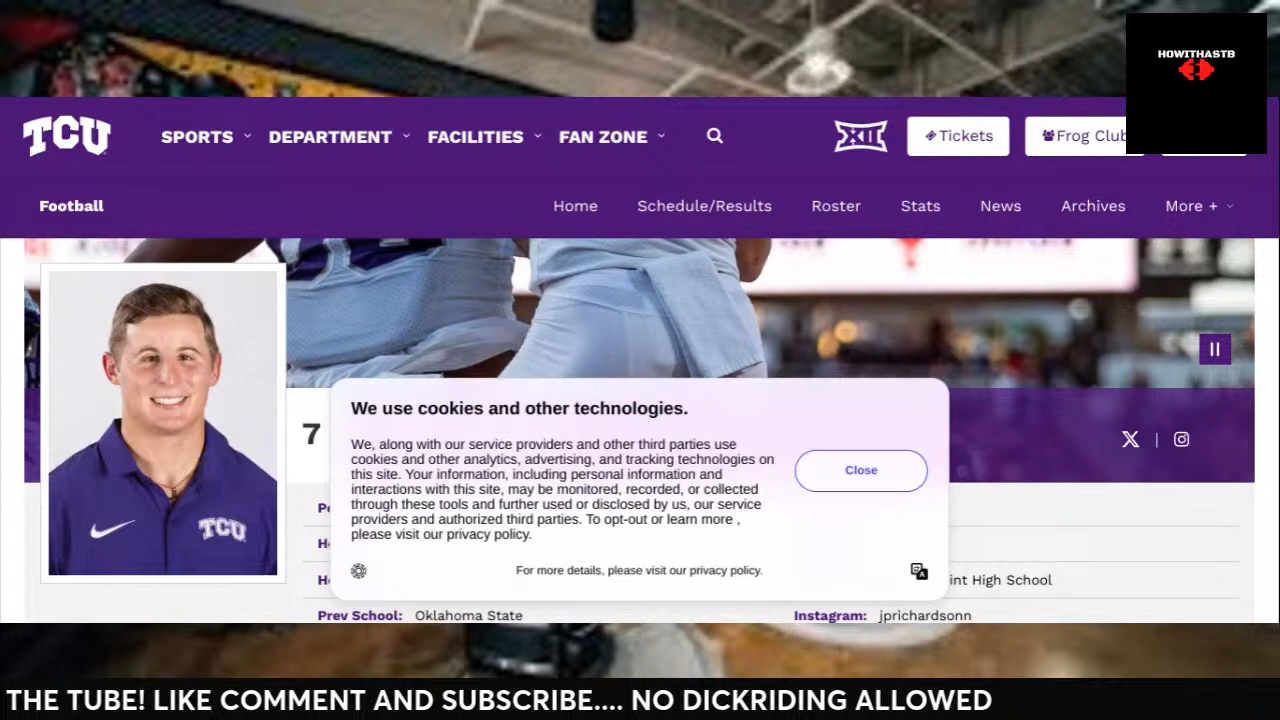 HOWITHASTB
TCU
SPORTS DEPARTMENT FACILITIES FAN ZONE
XII
Tickets
Frog Club
Football
Home Schedule/Results Roster Stats News Archives More +
TCU
7
We use cookies and other technologies.
We, along with our service providers and other third parties use
cookies and other analytics, advertising, and tracking technologies on
this site. Your information, including personal information and
interactions with this site, may be monitored, recorded, or collected
through these tools and further used or disclosed by us, our service
providers and authorized third parties. To opt-out or learn more ,
please visit our privacy policy.
Close
For more details, please visit our privacy policy.
int High School
Prev School: Oklahoma State
Instagram: jprichardsonn
THE TUBE! LIKE COMMENT AND SUBSCRIBE.... NO DICKRIDING ALLOWED